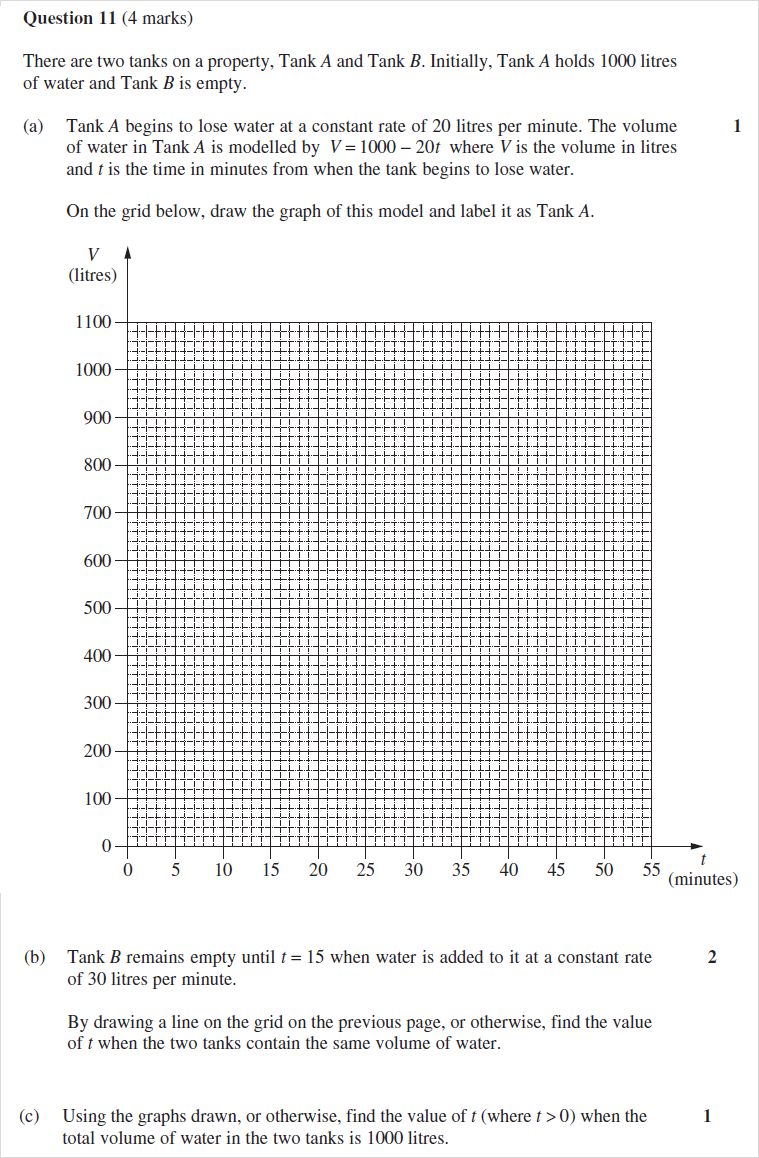 Question 11 (4 marks)
There are two tanks on a property, Tank A and Tank B. Initially, Tank A holds 1000 litres
of water and Tank B is empty.
(a) Tank A begins to lose water at a constant rate of 20 litres per minute. The volume 1
of water in Tank A is modelled by V = 1000 – 20t where V is the volume in litres
and t is the time in minutes from when the tank begins to lose water.
On the grid below, draw the graph of this model and label it as Tank A.
V
(litres)
1100
1000
900
800
700
600
500
400
300
200
100
0
0 5 10 15 20 25 30 35 40 45 50 55
t
(minutes)
(b) Tank B remains empty until t = 15 when water is added to it at a constant rate 2
of 30 litres per minute.
By drawing a line on the grid on the previous page, or otherwise, find the value
of t when the two tanks contain the same volume of water.
(c) Using the graphs drawn, or otherwise, find the value of t (where t > 0) when the 1
total volume of water in the two tanks is 1000 litres.